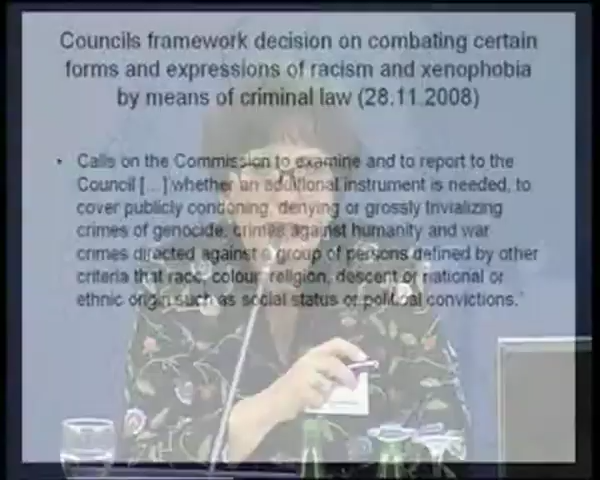 Councils framework decision on combating certain
forms and expressions of racism and xenophobia
by means of criminal law (28.11.2008)
• Calls on the Commission to examine and to report to the
Council [...] whether an additional instrument is needed, to
cover publicly condoning, denying or grossly trivializing
crimes of genocide, crimes against humanity and war
crimes directed against a group of persons defined by other
criteria that race, colour, religion, descent or national or
ethnic origin such as social status or political convictions."